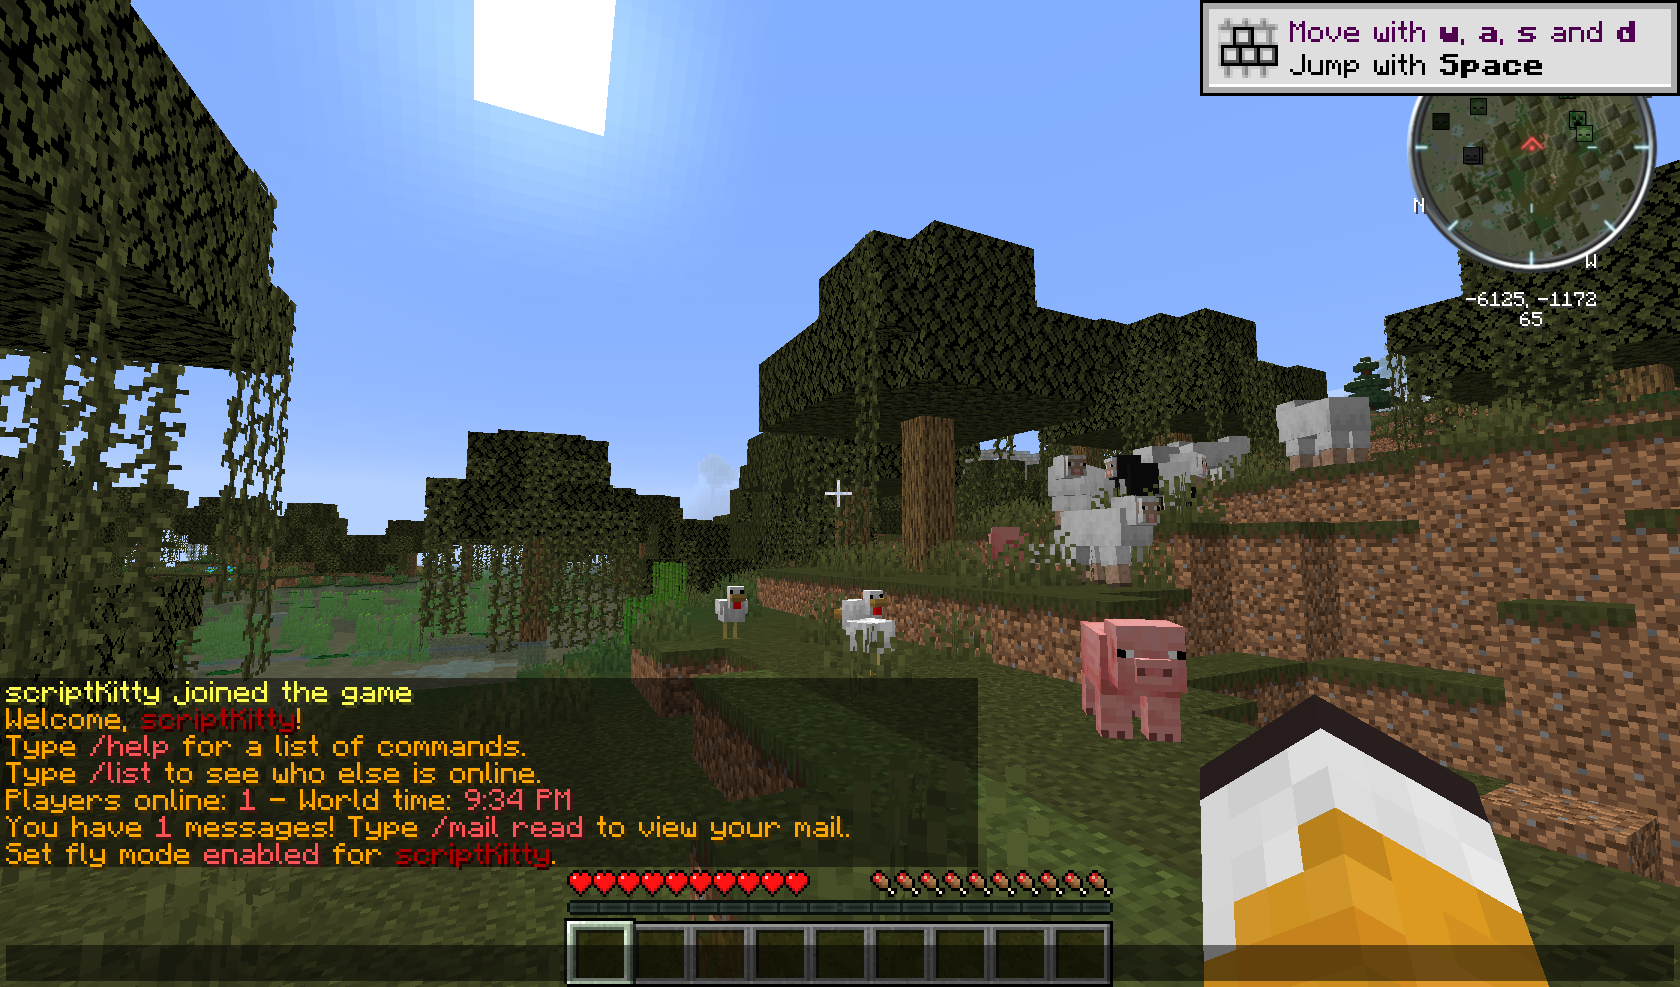 Move with w, a, s and d
Jump with Space
N
W
-6125, -1172
65
scriptKitty joined the game
Welcome, scriptKitty!
Type /help for a list of commands.
Type /list to see who else is online.
Players online: 1 - World time: 9:34 PM
You have 1 messages! Type /mail read to view your mail.
Set fly mode enabled for scriptKitty.